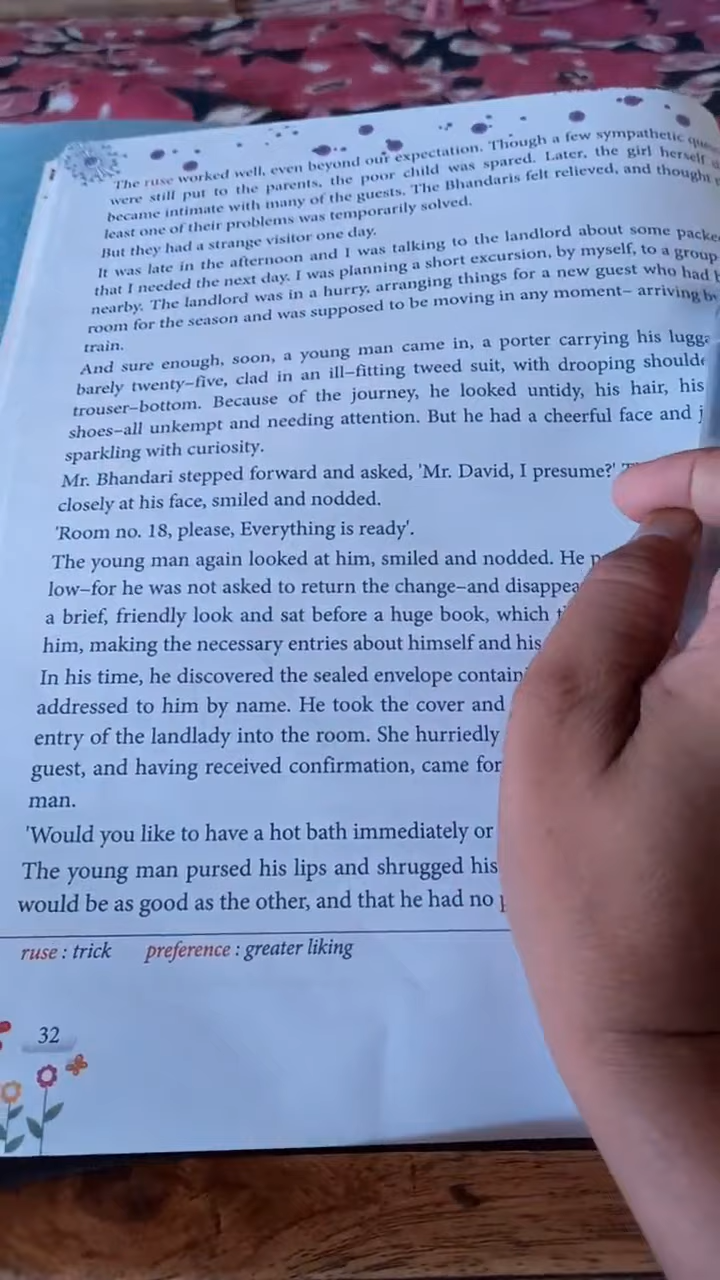 The ruse worked well, even beyond our expectation. Though a few sympathetic
were still put to the parents, the poor child was spared. Later, the girl herself
became intimate with many of the guests. The Bhandaris felt relieved, and thought
least one of their problems was temporarily solved.
But they had a strange visitor one day.
It was late in the afternoon and I was talking to the landlord about some
that I needed the next day. I was planning a short excursion, by myself, to a group
nearby. The landlord was in a hurry, arranging things for a new guest who had
room for the season and was supposed to be moving in any moment– arriving
train.
And sure enough, soon, a young man came in, a porter carrying his
barely twenty–five, clad in an ill–fitting tweed suit, with drooping
trouser–bottom. Because of the journey, he looked untidy, his hair, his
shoes–all unkempt and needing attention. But he had a cheerful face and
sparkling with curiosity.
Mr. Bhandari stepped forward and asked, 'Mr. David, I presume?'
closely at his face, smiled and nodded.
'Room no. 18, please, Everything is ready'.
The young man again looked at him, smiled and nodded. He
low–for he was not asked to return the change–and
a brief, friendly look and sat before a huge book, which
him, making the necessary entries about himself and his
In his time, he discovered the sealed envelope
addressed to him by name. He took the cover and
entry of the landlady into the room. She hurriedly
guest, and having received confirmation, came
man.
'Would you like to have a hot bath immediately or
The young man pursed his lips and shrugged his
would be as good as the other, and that he had no
ruse : trick preference : greater liking
32